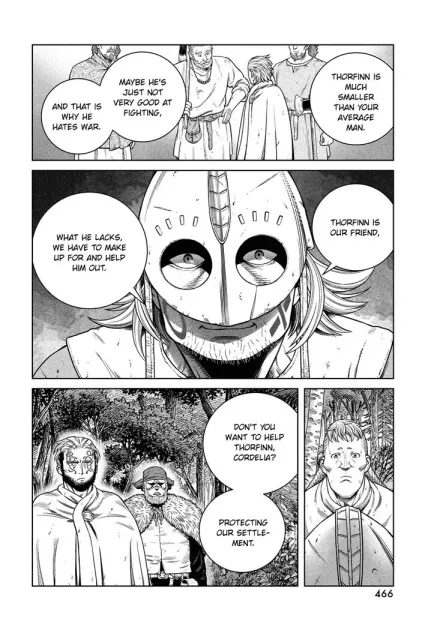 THORFINN IS
MUCH
SMALLER
THAN YOUR
AVERAGE
MAN.
MAYBE HE'S
JUST NOT
VERY GOOD AT
FIGHTING,
AND THAT IS
WHY HE
HATES WAR.
THORFINN IS
OUR FRIEND,
WHAT HE LACKS,
WE HAVE TO MAKE
UP FOR AND HELP
HIM OUT.
DON'T YOU
WANT TO HELP
THORFINN,
CORDELIA?
PROTECTING
OUR SETTLE-
MENT.
466